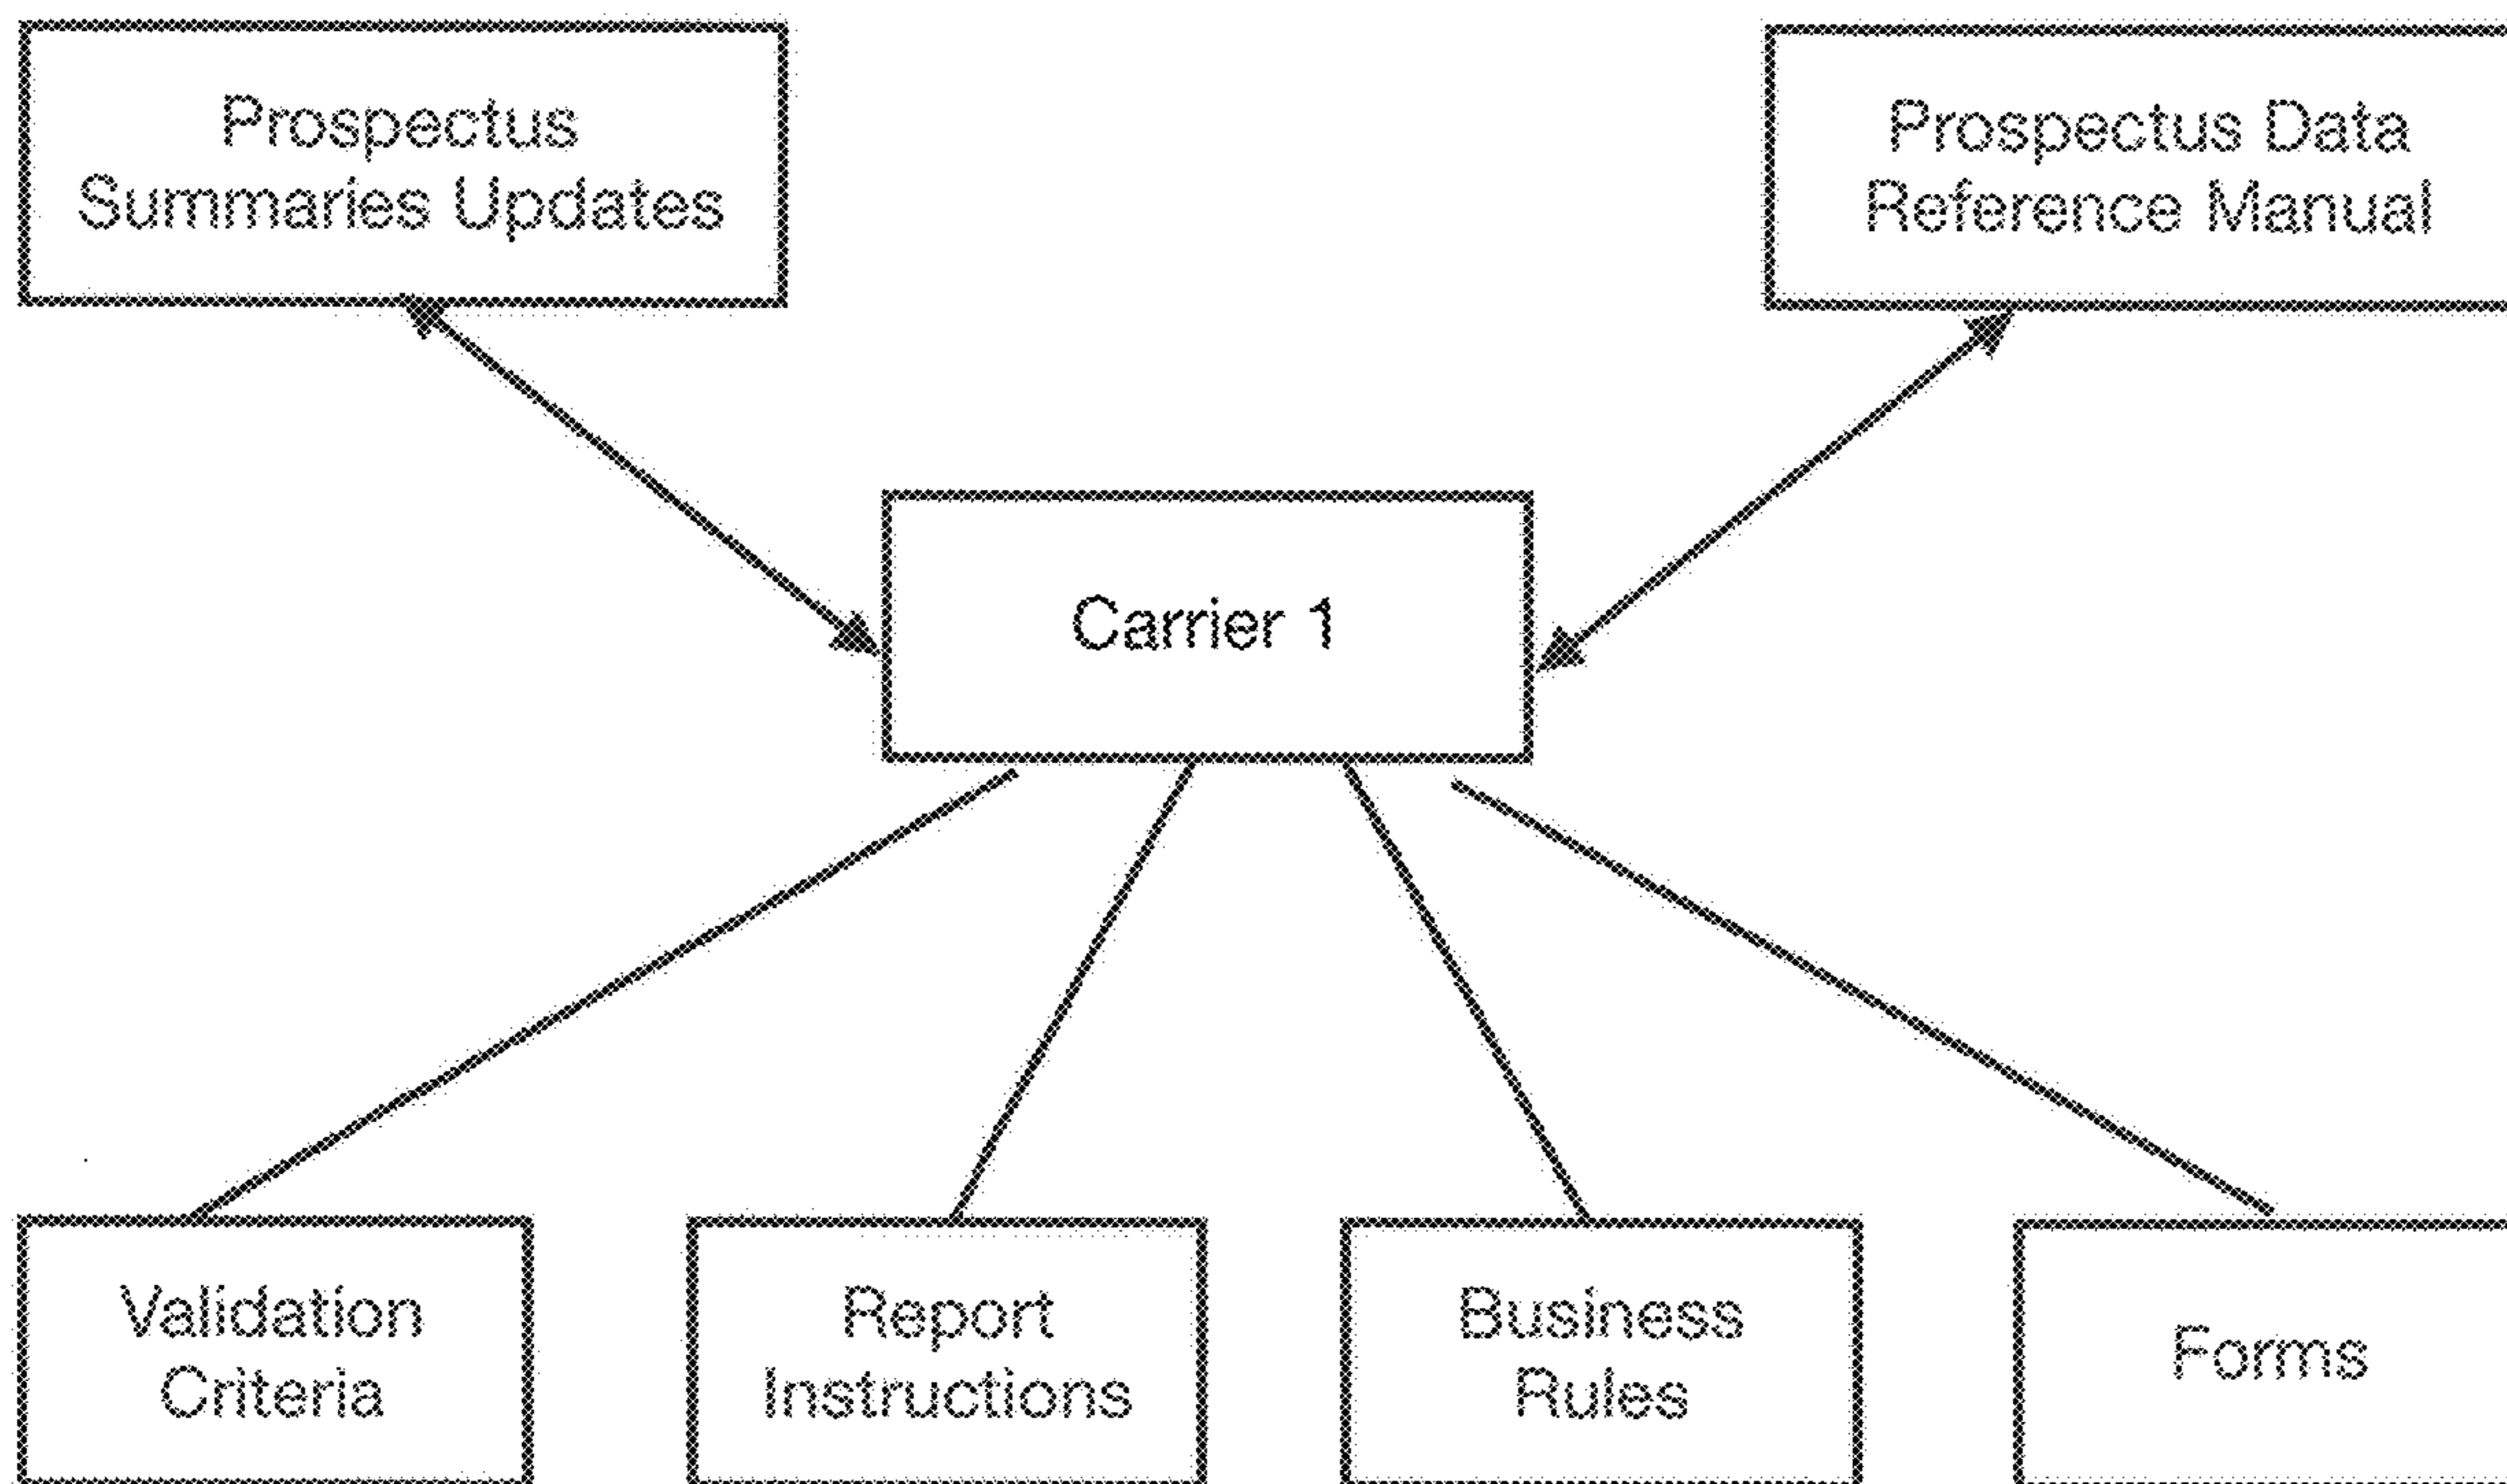 Prospectus
Summaries Updates
Prospectus Data
Reference Manual
Carrier 1
Validation
Criteria
Report
Instructions
Business
Rules
Forms